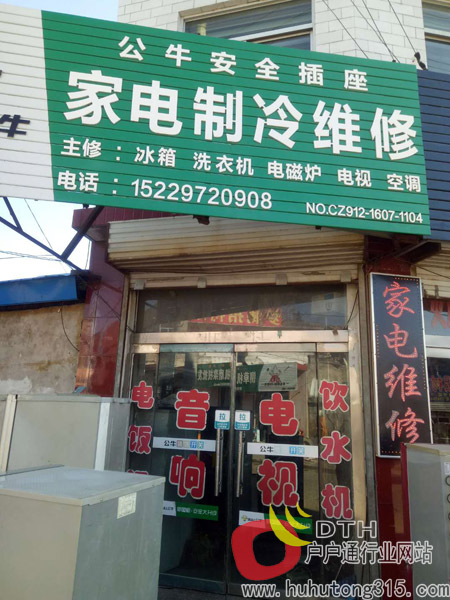 公牛安全插座
家电制冷维修
主修：冰箱 洗衣机 电磁炉 电视 空调
电话：15229720908
NO.CZ912-1607-1104
牛
家电维修
电饭
音响
电视
饮水机
拉
拉
公牛
公牛
DTH
户户通行业网站
www.huhutong315.com